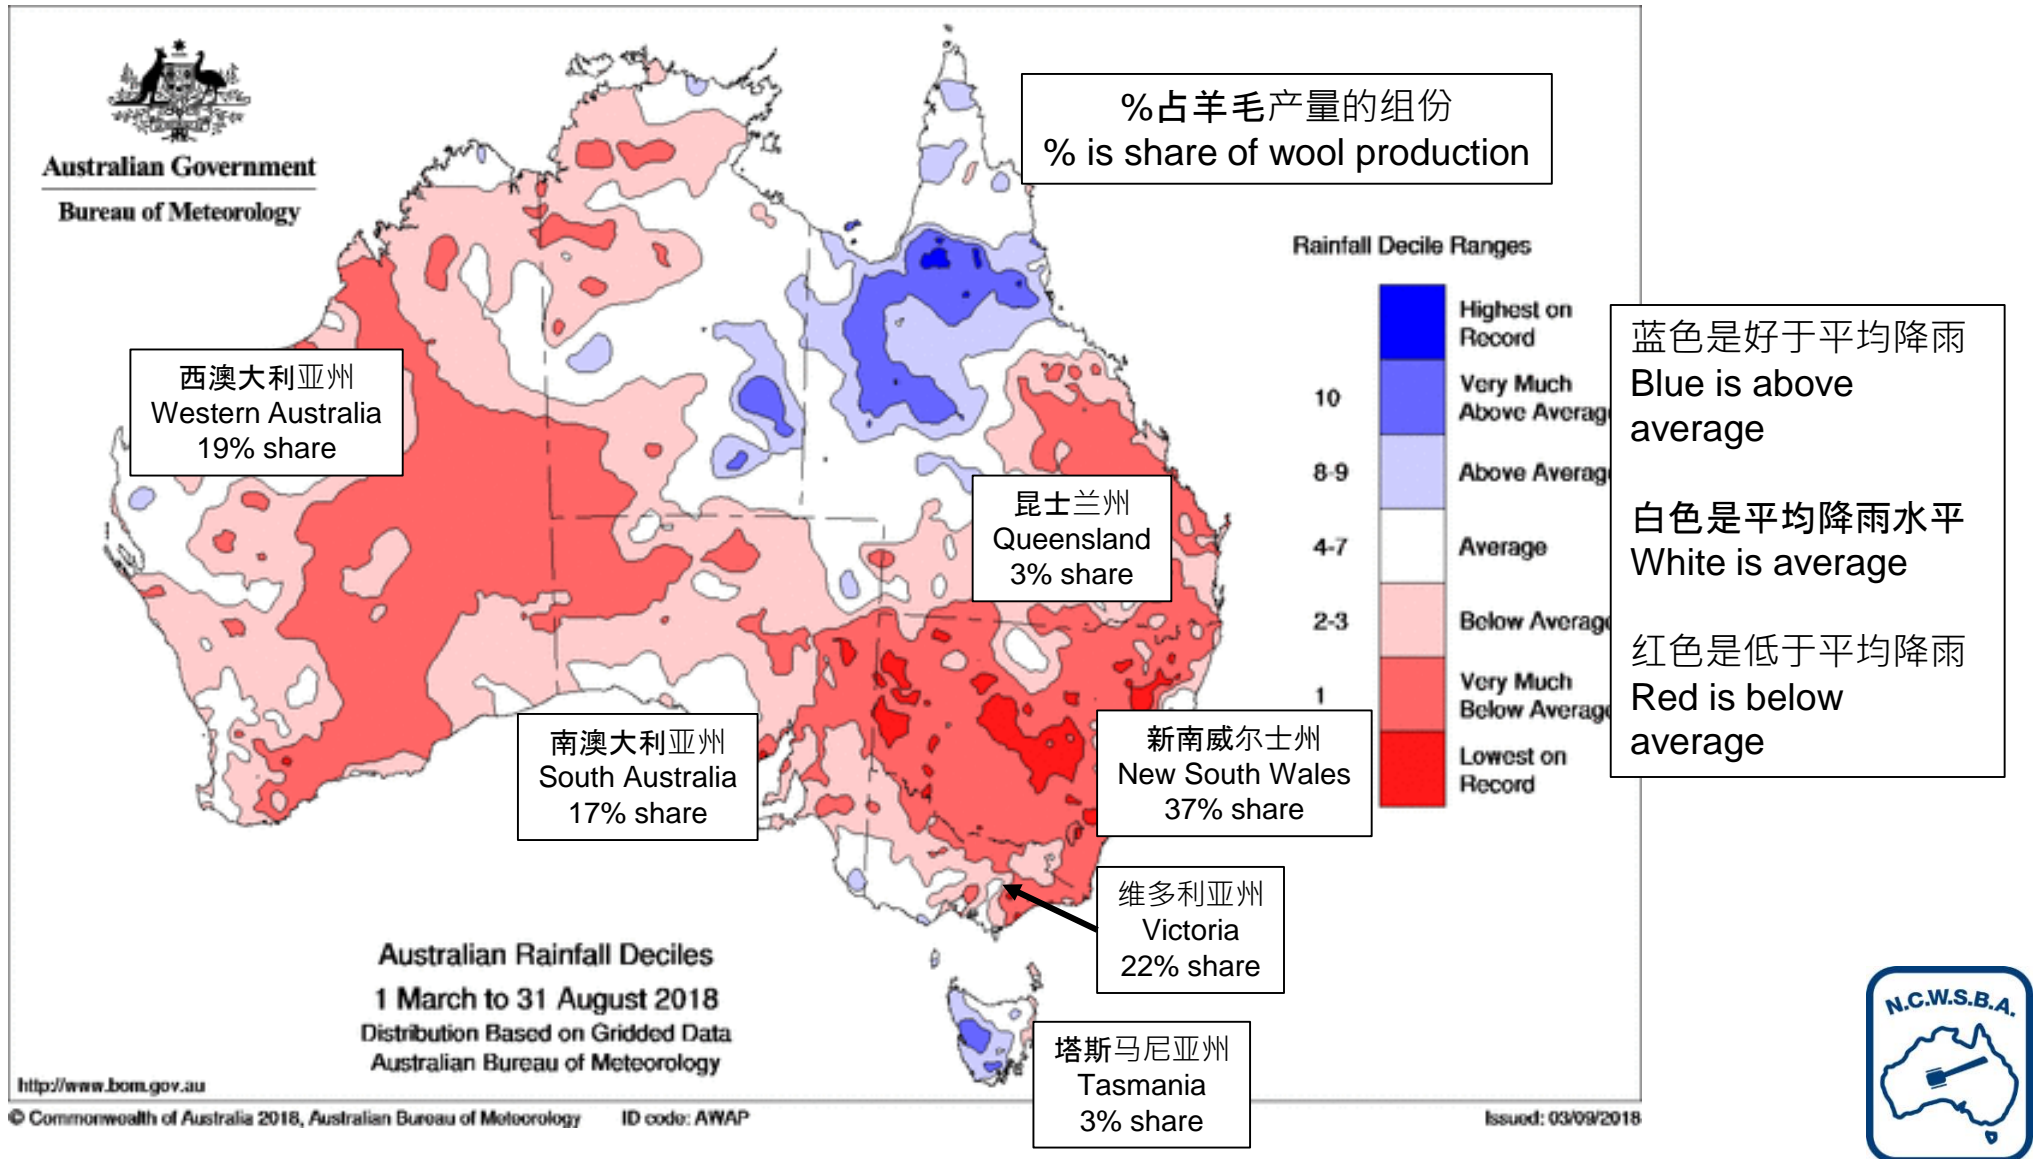 Australian Government
Bureau of Meteorology
%占羊毛产量的组份
% is share of wool production
Rainfall Decile Ranges
Highest on
Record
10
Very Much
Above Average
8-9
Above Average
4-7
Average
2-3
Below Average
1
Very Much
Below Average
Lowest on
Record
蓝色是好于平均降雨
Blue is above
average
白色是平均降雨水平
White is average
红色是低于平均降雨
Red is below
average
西澳大利亚州
Western Australia
19% share
昆士兰州
Queensland
3% share
南澳大利亚州
South Australia
17% share
新南威尔士州
New South Wales
37% share
维多利亚州
Victoria
22% share
塔斯马尼亚州
Tasmania
3% share
Australian Rainfall Deciles
1 March to 31 August 2018
Distribution Based on Gridded Data
Australian Bureau of Meteorology
http://www.bom.gov.au
© Commonwealth of Australia 2018, Australian Bureau of Meteorology
ID code: AWAP
Issued: 03/09/2018
N.C.W.S.B.A.